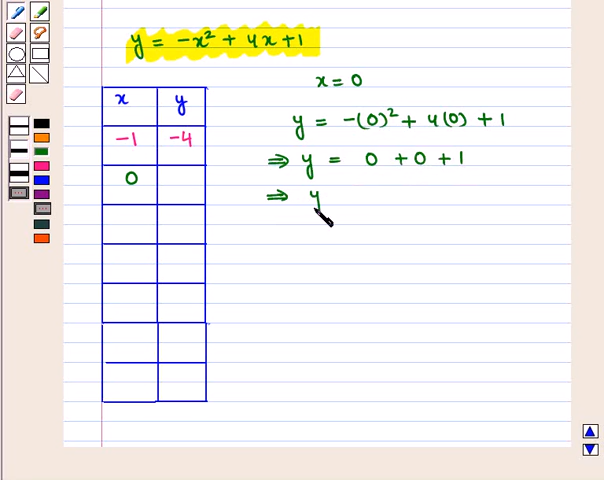 y = -x² + 4x + 1
x = 0
x y
y = -(0)² + 4(0) + 1
-1 -4
⇒ y = 0 + 0 + 1
0
⇒ y